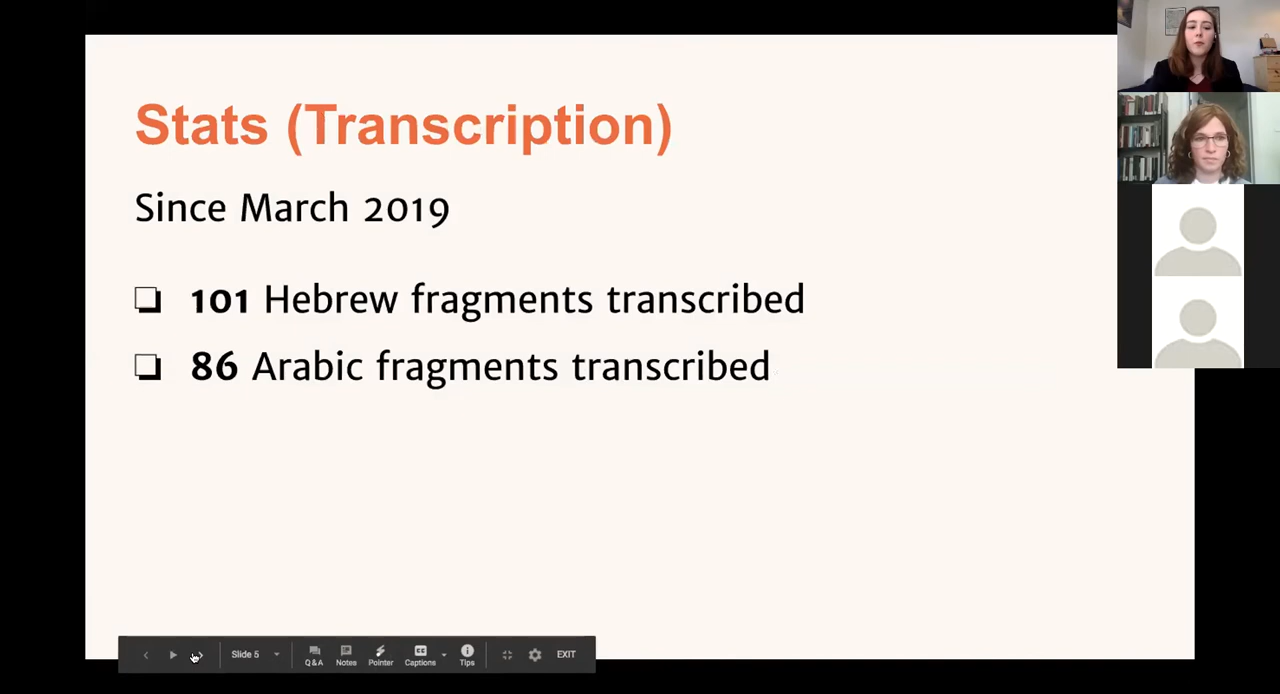 Stats (Transcription)
Since March 2019
❏ 101 Hebrew fragments transcribed
❏ 86 Arabic fragments transcribed
Slide 5
Q&A
Notes
Pointer
CC
Captions
Tips
EXIT